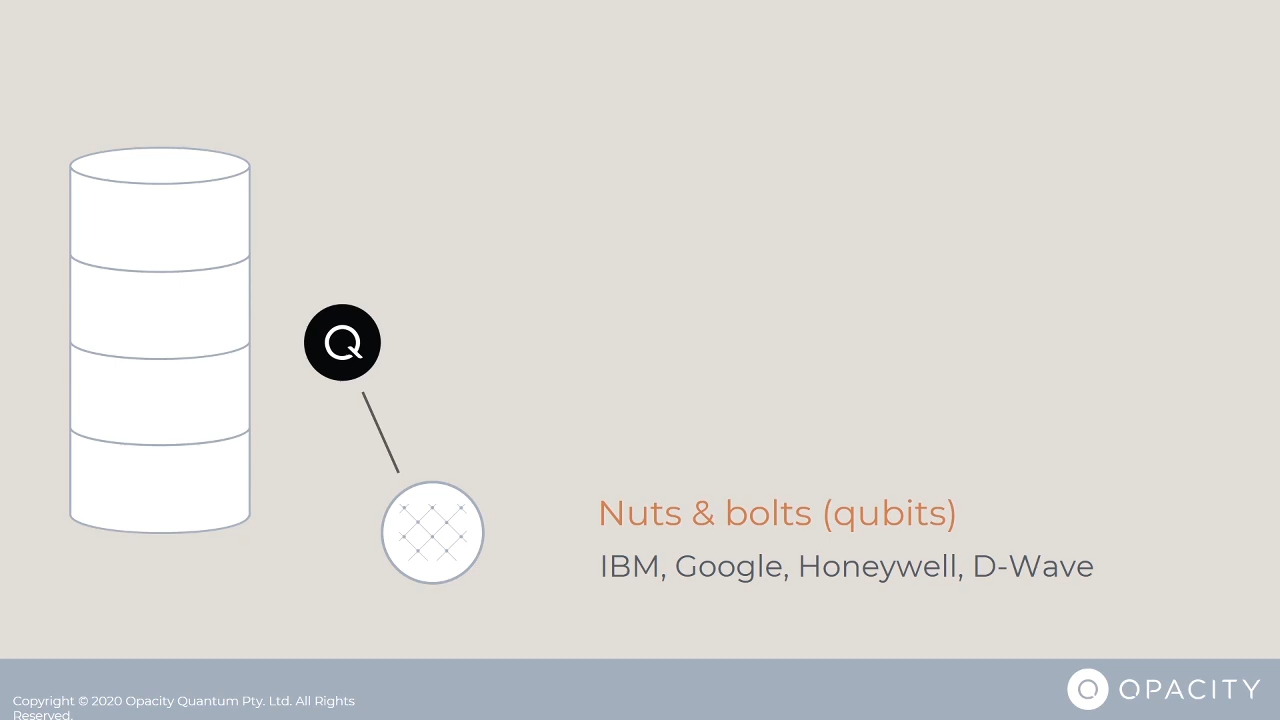 Q
Nuts & bolts (qubits)
IBM, Google, Honeywell, D-Wave
Copyright © 2020 Opacity Quantum Pty. Ltd. All Rights
Reserved.
OPACITY